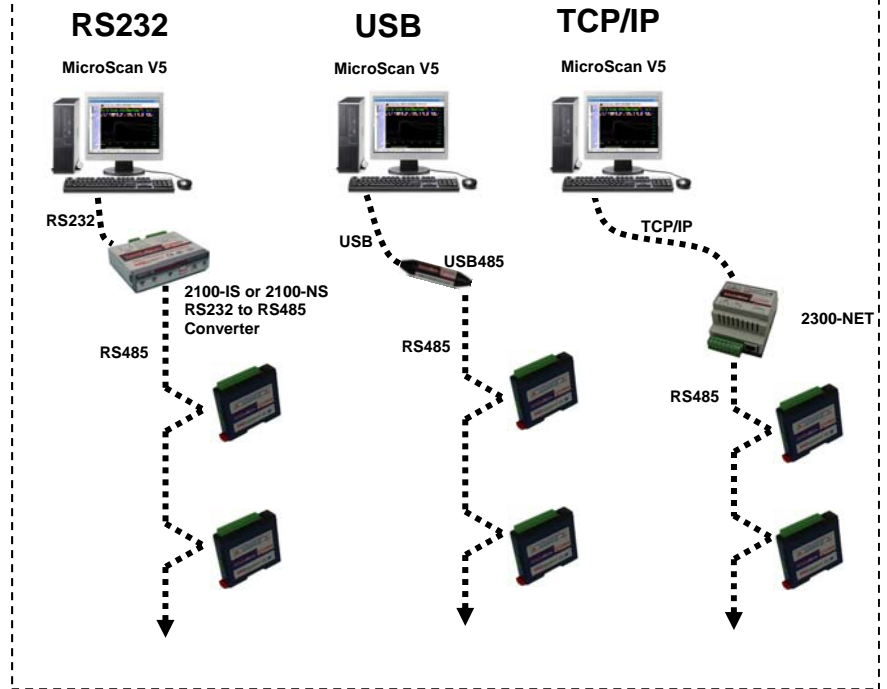 RS232
USB
TCP/IP
MicroScan V5
MicroScan V5
MicroScan V5
RS232
USB
TCP/IP
USB485
2100-IS or 2100-NS
RS232 to RS485
Converter
2300-NET
RS485
RS485
RS485